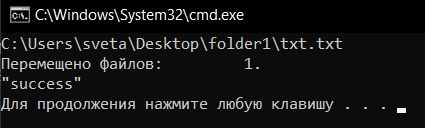 C:\Windows\System32\cmd.exe
C:\Users\sveta\Desktop\folder1\txt.txt
Перемещено файлов:         1.
"success"
Для продолжения нажмите любую клавишу . . .